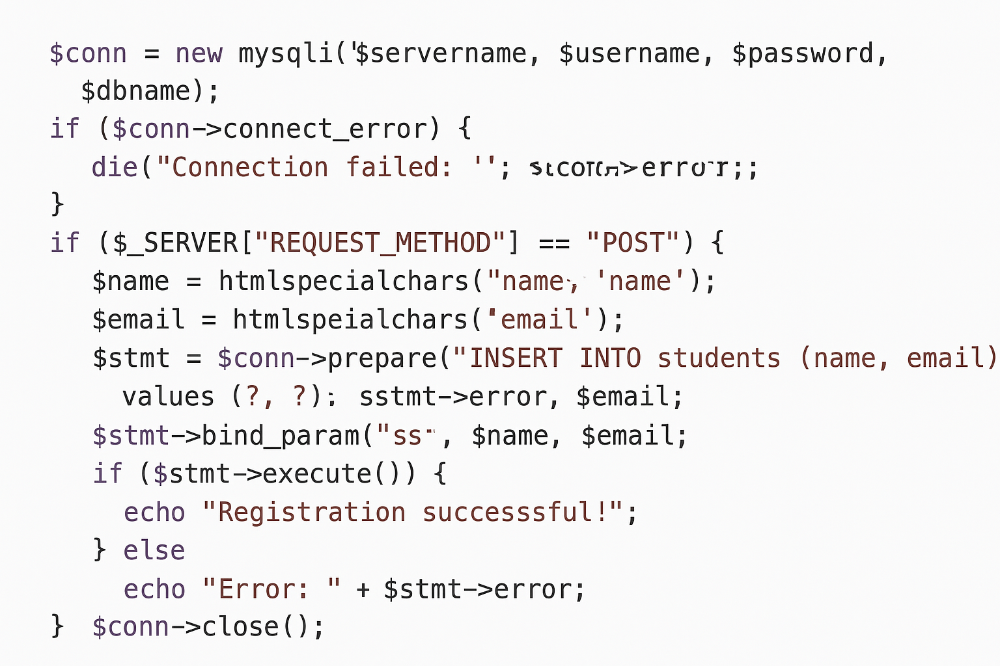 $conn = new mysqli('$servername, $username, $password,
$dbname);
if ($conn->connect_error) {
die("Connection failed: ''; error;;
}
if ($_SERVER["REQUEST_METHOD"] == "POST") {
$name = htmlspecialchars("name, 'name');
$email = htmlspeialchars('email');
$stmt = $conn->prepare("INSERT INTO students (name, email)
values (?, ?); sstmt->error, $email;
$stmt->bind_param("ss", $name, $email;
if ($stmt->execute()) {
echo "Registration successsful!";
} else
echo "Error: " + $stmt->error;
} $conn->close();